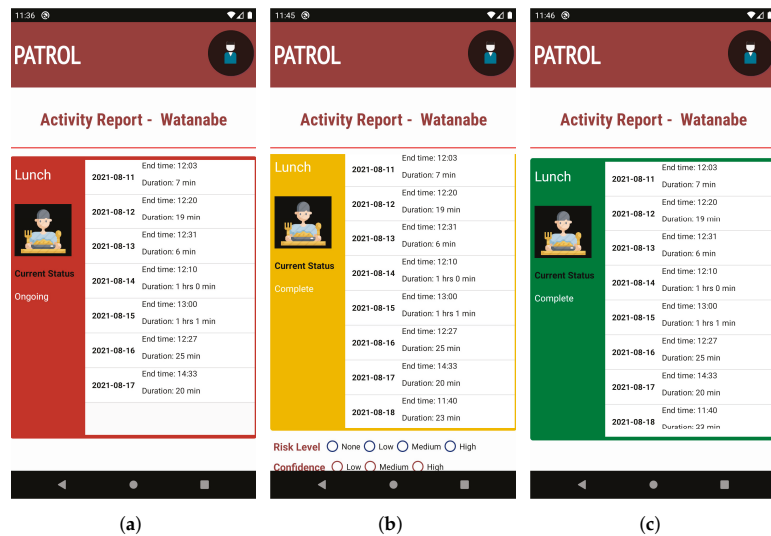 11:36
PATROL
Activity Report - Watanabe
Lunch
Current Status
Ongoing
2021-08-11
End time: 12:03
Duration: 7 min
2021-08-12
End time: 12:20
Duration: 19 min
2021-08-13
End time: 12:31
Duration: 6 min
2021-08-14
End time: 12:10
Duration: 1 hrs 0 min
2021-08-15
End time: 13:00
Duration: 1 hrs 1 min
2021-08-16
End time: 12:27
Duration: 25 min
2021-08-17
End time: 14:33
Duration: 20 min
(a)
11:45
PATROL
Activity Report - Watanabe
Lunch
Current Status
Complete
2021-08-11
End time: 12:03
Duration: 7 min
2021-08-12
End time: 12:20
Duration: 19 min
2021-08-13
End time: 12:31
Duration: 6 min
2021-08-14
End time: 12:10
Duration: 1 hrs 0 min
2021-08-15
End time: 13:00
Duration: 1 hrs 1 min
2021-08-16
End time: 12:27
Duration: 25 min
2021-08-17
End time: 14:33
Duration: 20 min
2021-08-18
End time: 11:40
Duration: 23 min
Risk Level None Low Medium High
Confidence Low Medium High
(b)
11:46
PATROL
Activity Report - Watanabe
Lunch
Current Status
Complete
2021-08-11
End time: 12:03
Duration: 7 min
2021-08-12
End time: 12:20
Duration: 19 min
2021-08-13
End time: 12:31
Duration: 6 min
2021-08-14
End time: 12:10
Duration: 1 hrs 0 min
2021-08-15
End time: 13:00
Duration: 1 hrs 1 min
2021-08-16
End time: 12:27
Duration: 25 min
2021-08-17
End time: 14:33
Duration: 20 min
2021-08-18
End time: 11:40
Duration: 23 min
(c)